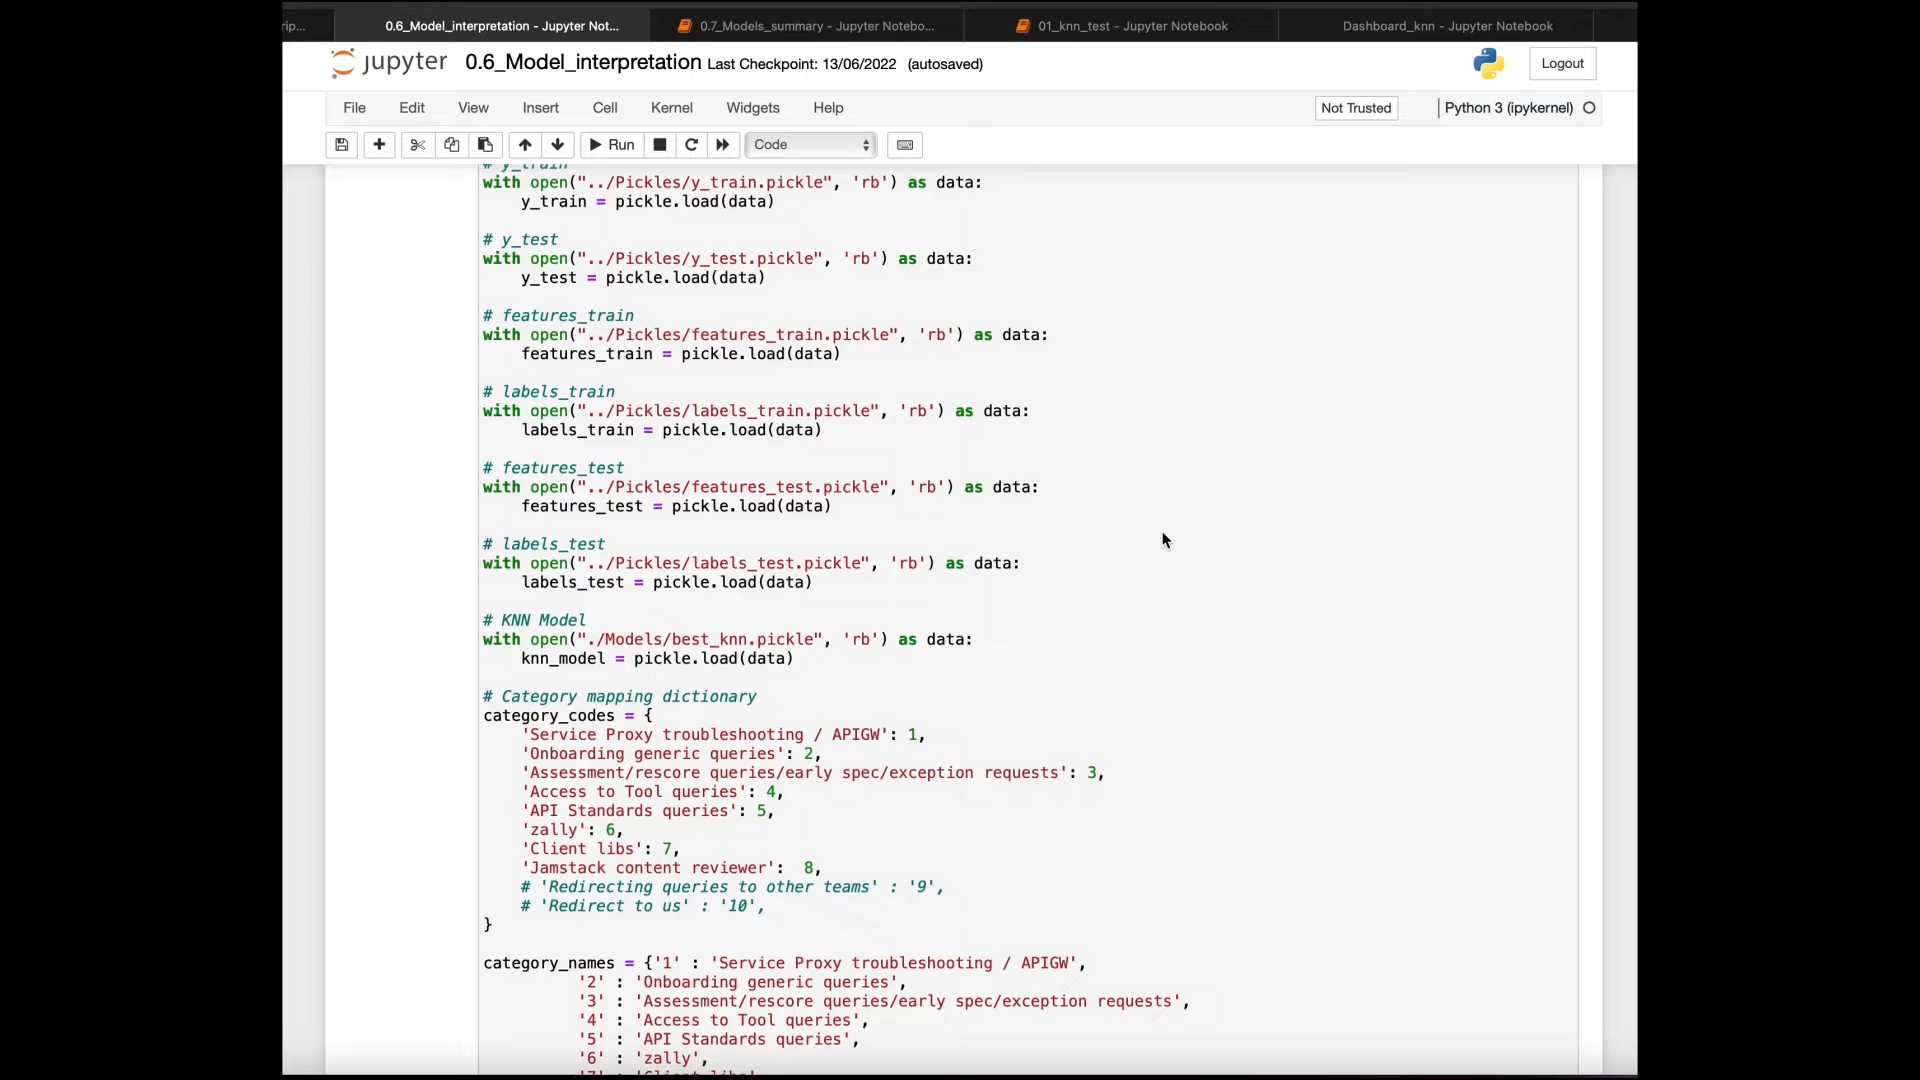 rip...
0.6_Model_interpretation - Jupyter Not...
0.7_Models_summary - Jupyter Notebo...
01_knn_test - Jupyter Notebook
Dashboard_knn - Jupyter Notebook
jupyter 0.6_Model_interpretation Last Checkpoint: 13/06/2022 (autosaved)
Logout
File Edit View Insert Cell Kernel Widgets Help
Not Trusted
Python 3 (ipykernel)
Run
Code
# y_train
with open("../Pickles/y_train.pickle", 'rb') as data:
    y_train = pickle.load(data)
# y_test
with open("../Pickles/y_test.pickle", 'rb') as data:
    y_test = pickle.load(data)
# features_train
with open("../Pickles/features_train.pickle", 'rb') as data:
    features_train = pickle.load(data)
# labels_train
with open("../Pickles/labels_train.pickle", 'rb') as data:
    labels_train = pickle.load(data)
# features_test
with open("../Pickles/features_test.pickle", 'rb') as data:
    features_test = pickle.load(data)
# labels_test
with open("../Pickles/labels_test.pickle", 'rb') as data:
    labels_test = pickle.load(data)
# KNN Model
with open("./Models/best_knn.pickle", 'rb') as data:
    knn_model = pickle.load(data)
# Category mapping dictionary
category_codes = {
    'Service Proxy troubleshooting / APIGW': 1,
    'Onboarding generic queries': 2,
    'Assessment/rescore queries/early spec/exception requests': 3,
    'Access to Tool queries': 4,
    'API Standards queries': 5,
    'zally': 6,
    'Client libs': 7,
    'Jamstack content reviewer':  8,
    # 'Redirecting queries to other teams' : '9',
    # 'Redirect to us' : '10',
}
category_names = {'1' : 'Service Proxy troubleshooting / APIGW',
          '2' : 'Onboarding generic queries',
          '3' : 'Assessment/rescore queries/early spec/exception requests',
          '4' : 'Access to Tool queries',
          '5' : 'API Standards queries',
          '6' : 'zally',
          '7' : 'Client libs'